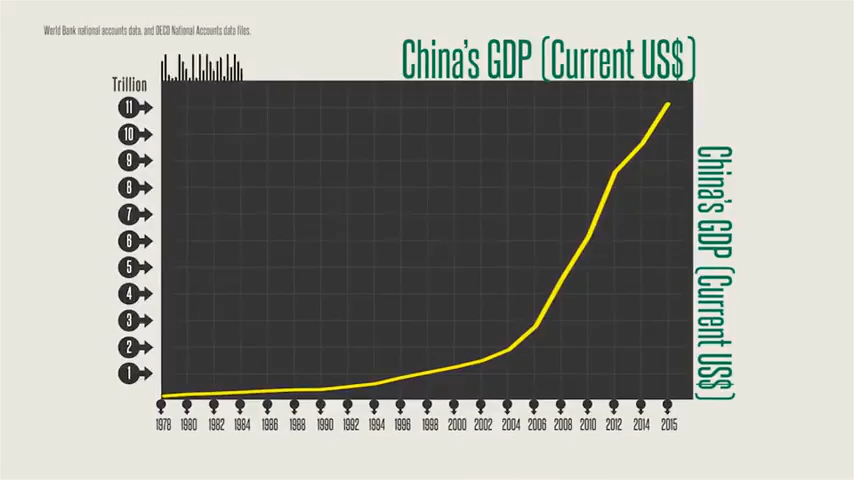 World Bank national accounts data, and OECD National Accounts data files.
China's GDP (Current US$)
Trillion
11
10
9
8
7
6
5
4
3
2
1
China's GDP (Current US$)
1978 1980 1982 1984 1986 1988 1990 1992 1994 1996 1998 2000 2002 2004 2006 2008 2010 2012 2014 2015